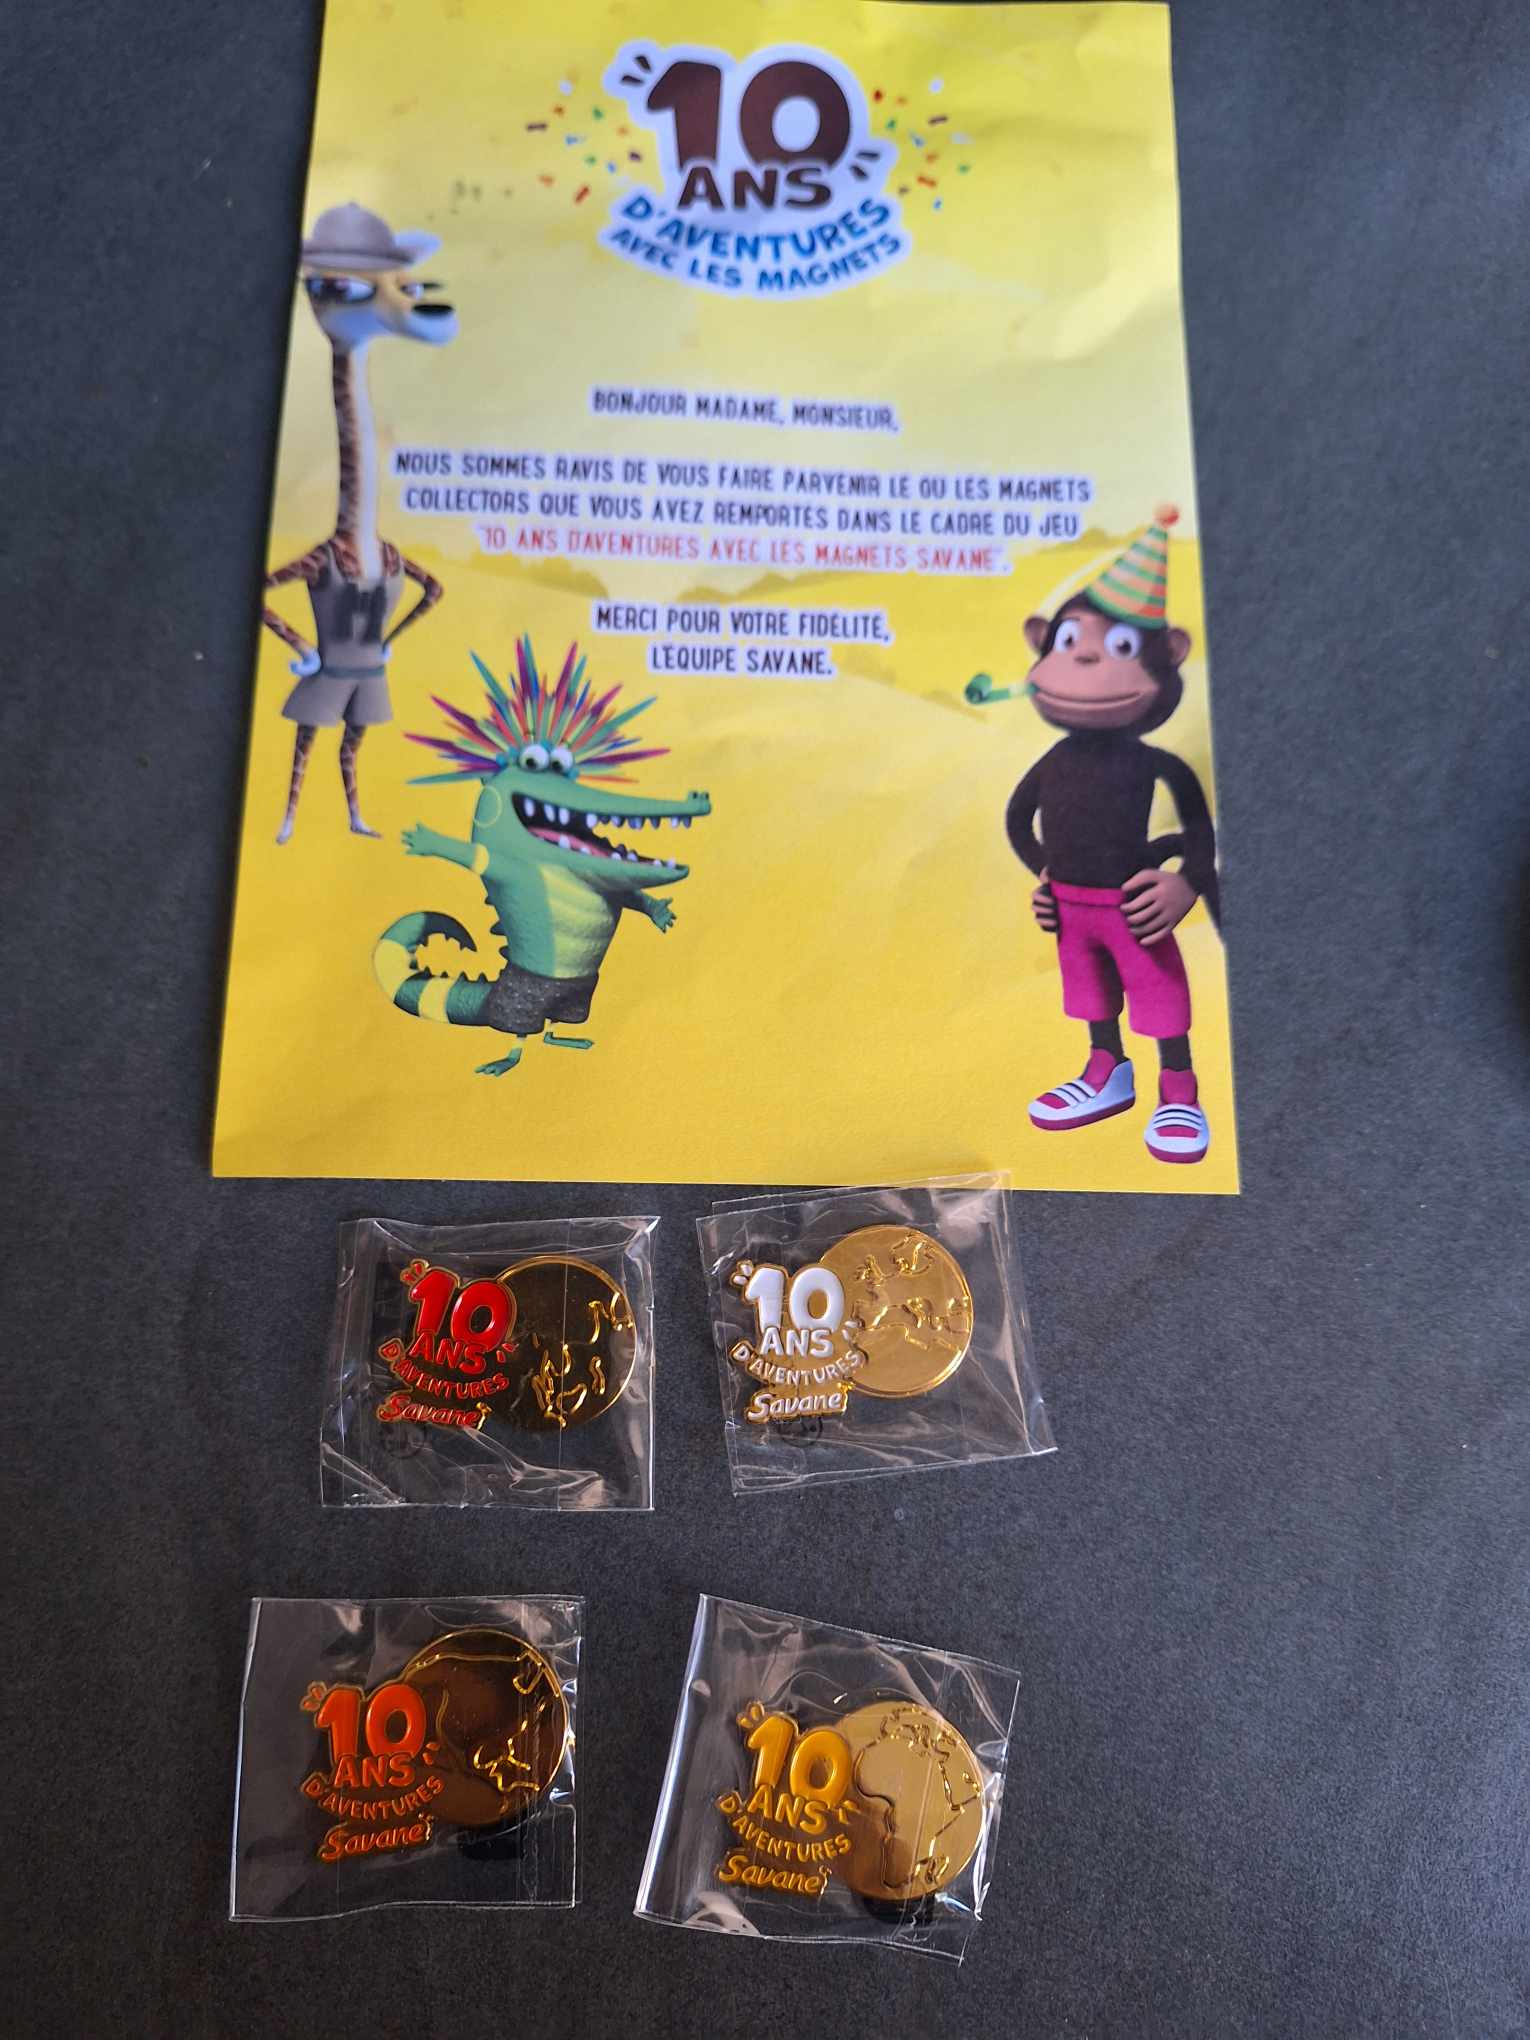 10
ANS
D'AVENTURES
AVEC LES MAGNETS
BONJOUR MADAME, MONSIEUR,
NOUS SOMMES RAVIS DE VOUS FAIRE PARVENIR LE OU LES MAGNETS
COLLECTORS QUE VOUS AVEZ REMPORTÉS DANS LE CADRE DU JEU
"10 ANS D'AVENTURES AVEC LES MAGNETS SAVANE".
MERCI POUR VOTRE FIDÉLITÉ,
L'ÉQUIPE SAVANE.
10
ANS
D'AVENTURES
Savane
10
ANS
D'AVENTURES
Savane
10
ANS
D'AVENTURES
Savane
10
ANS
D'AVENTURES
Savane